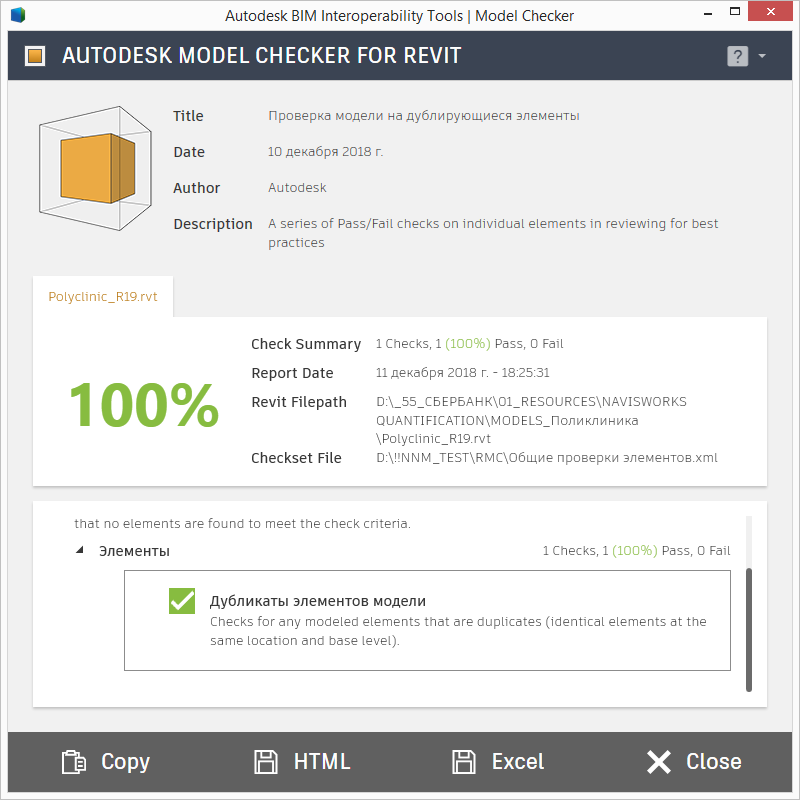 Autodesk BIM Interoperability Tools | Model Checker
AUTODESK MODEL CHECKER FOR REVIT
?
Title Проверка модели на дублирующиеся элементы
Date 10 декабря 2018 г.
Author Autodesk
Description A series of Pass/Fail checks on individual elements in reviewing for best
practices
Polyclinic_R19.rvt
100%
Check Summary 1 Checks, 1 (100%) Pass, 0 Fail
Report Date 11 декабря 2018 г. - 18:25:31
Revit Filepath D:\_55_СБЕРБАНК\01_RESOURCES\NAVISWORKS
QUANTIFICATION\MODELS_Поликлиника
\Polyclinic_R19.rvt
Checkset File D:\!!NNM_TEST\RMC\Общие проверки элементов.xml
that no elements are found to meet the check criteria.
Элементы 1 Checks, 1 (100%) Pass, 0 Fail
Дубликаты элементов модели
Checks for any modeled elements that are duplicates (identical elements at the
same location and base level).
Copy HTML Excel Close